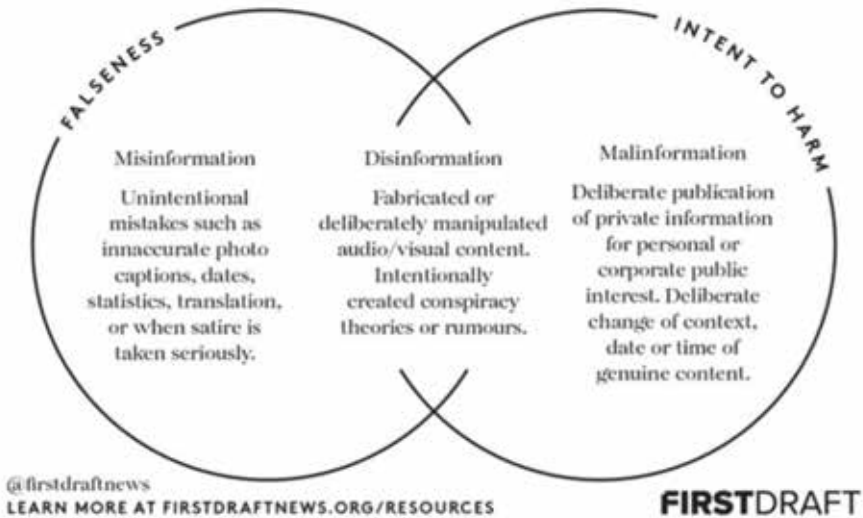 FALSENESS
INTENT TO HARM
Misinformation
Unintentional
mistakes such as
innaccurate photo
captions, dates,
statistics, translation,
or when satire is
taken seriously.
Disinformation
Fabricated or
deliberately manipulated
audio/visual content.
Intentionally
created conspiracy
theories or rumours.
Malinformation
Deliberate publication
of private information
for personal or
corporate public
interest. Deliberate
change of context,
date or time of
genuine content.
@firstdraftnews
LEARN MORE AT FIRSTDRAFTNEWS.ORG/RESOURCES
FIRSTDRAFT